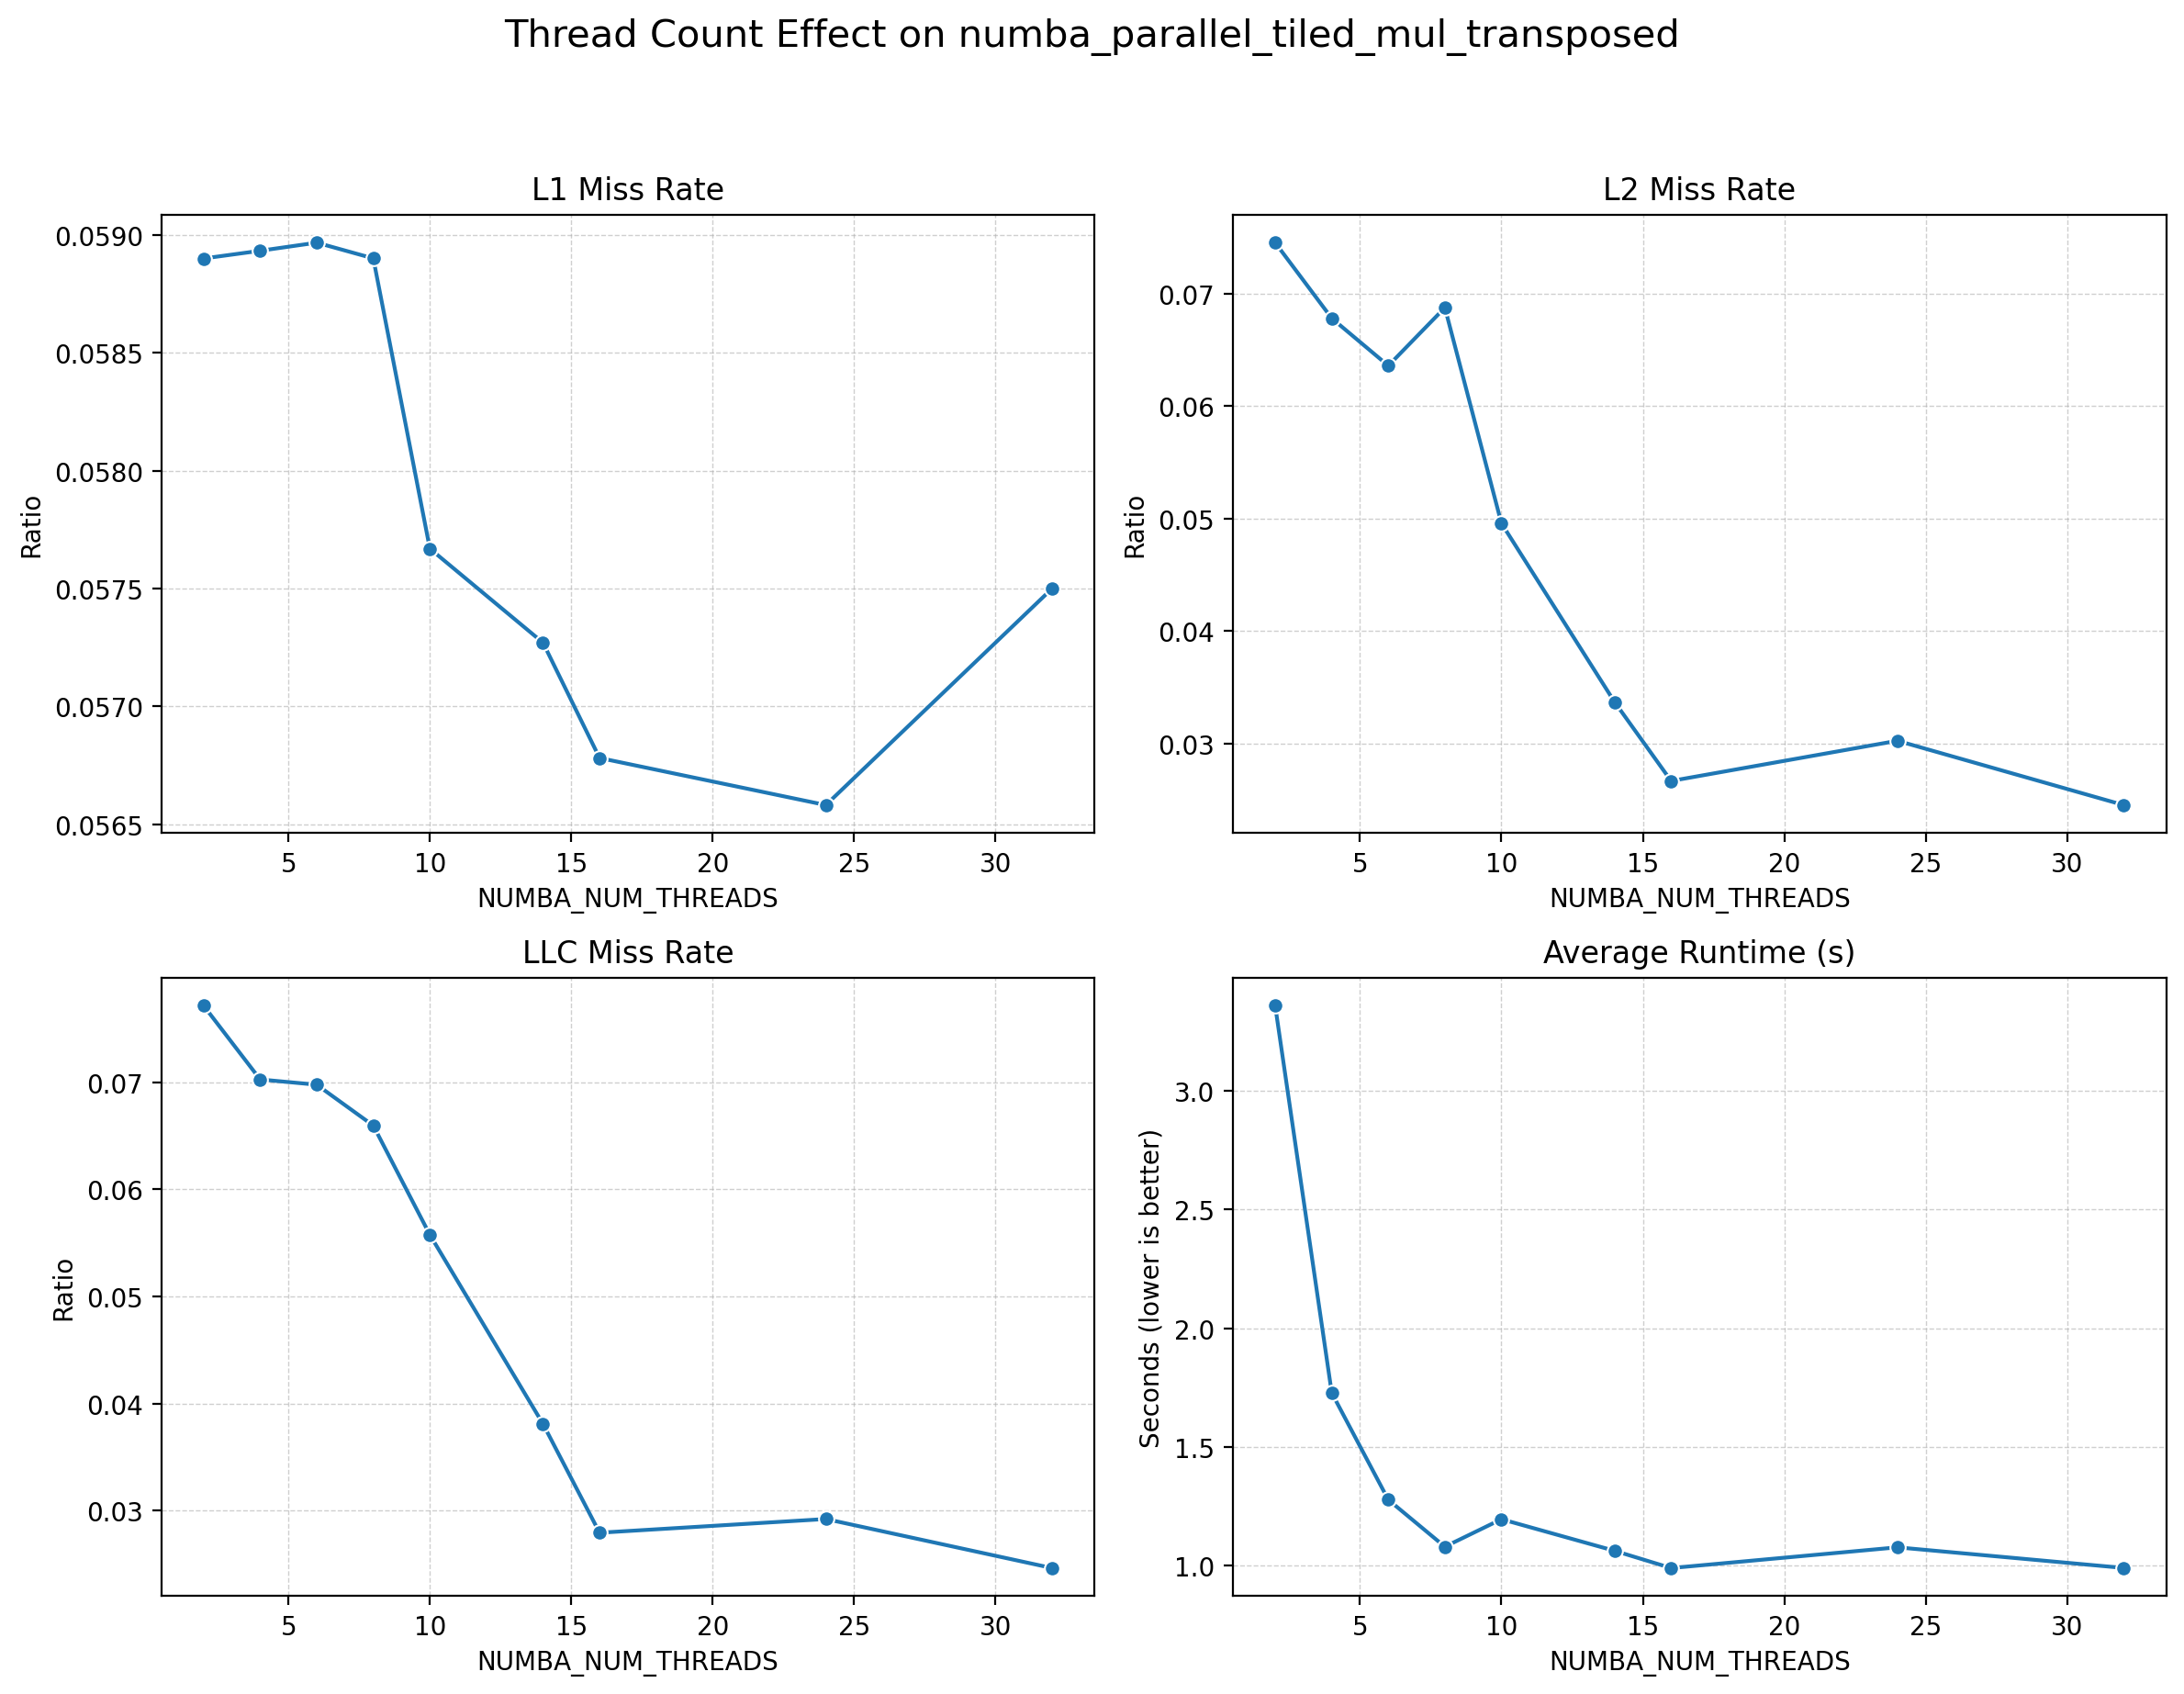 Thread Count Effect on numba_parallel_tiled_mul_transposed
L1 Miss Rate
Ratio
0.0590
0.0585
0.0580
0.0575
0.0570
0.0565
5 10 15 20 25 30
NUMBA_NUM_THREADS
L2 Miss Rate
Ratio
0.07
0.06
0.05
0.04
0.03
5 10 15 20 25 30
NUMBA_NUM_THREADS
LLC Miss Rate
Ratio
0.07
0.06
0.05
0.04
0.03
5 10 15 20 25 30
NUMBA_NUM_THREADS
Average Runtime (s)
Seconds (lower is better)
3.0
2.5
2.0
1.5
1.0
5 10 15 20 25 30
NUMBA_NUM_THREADS